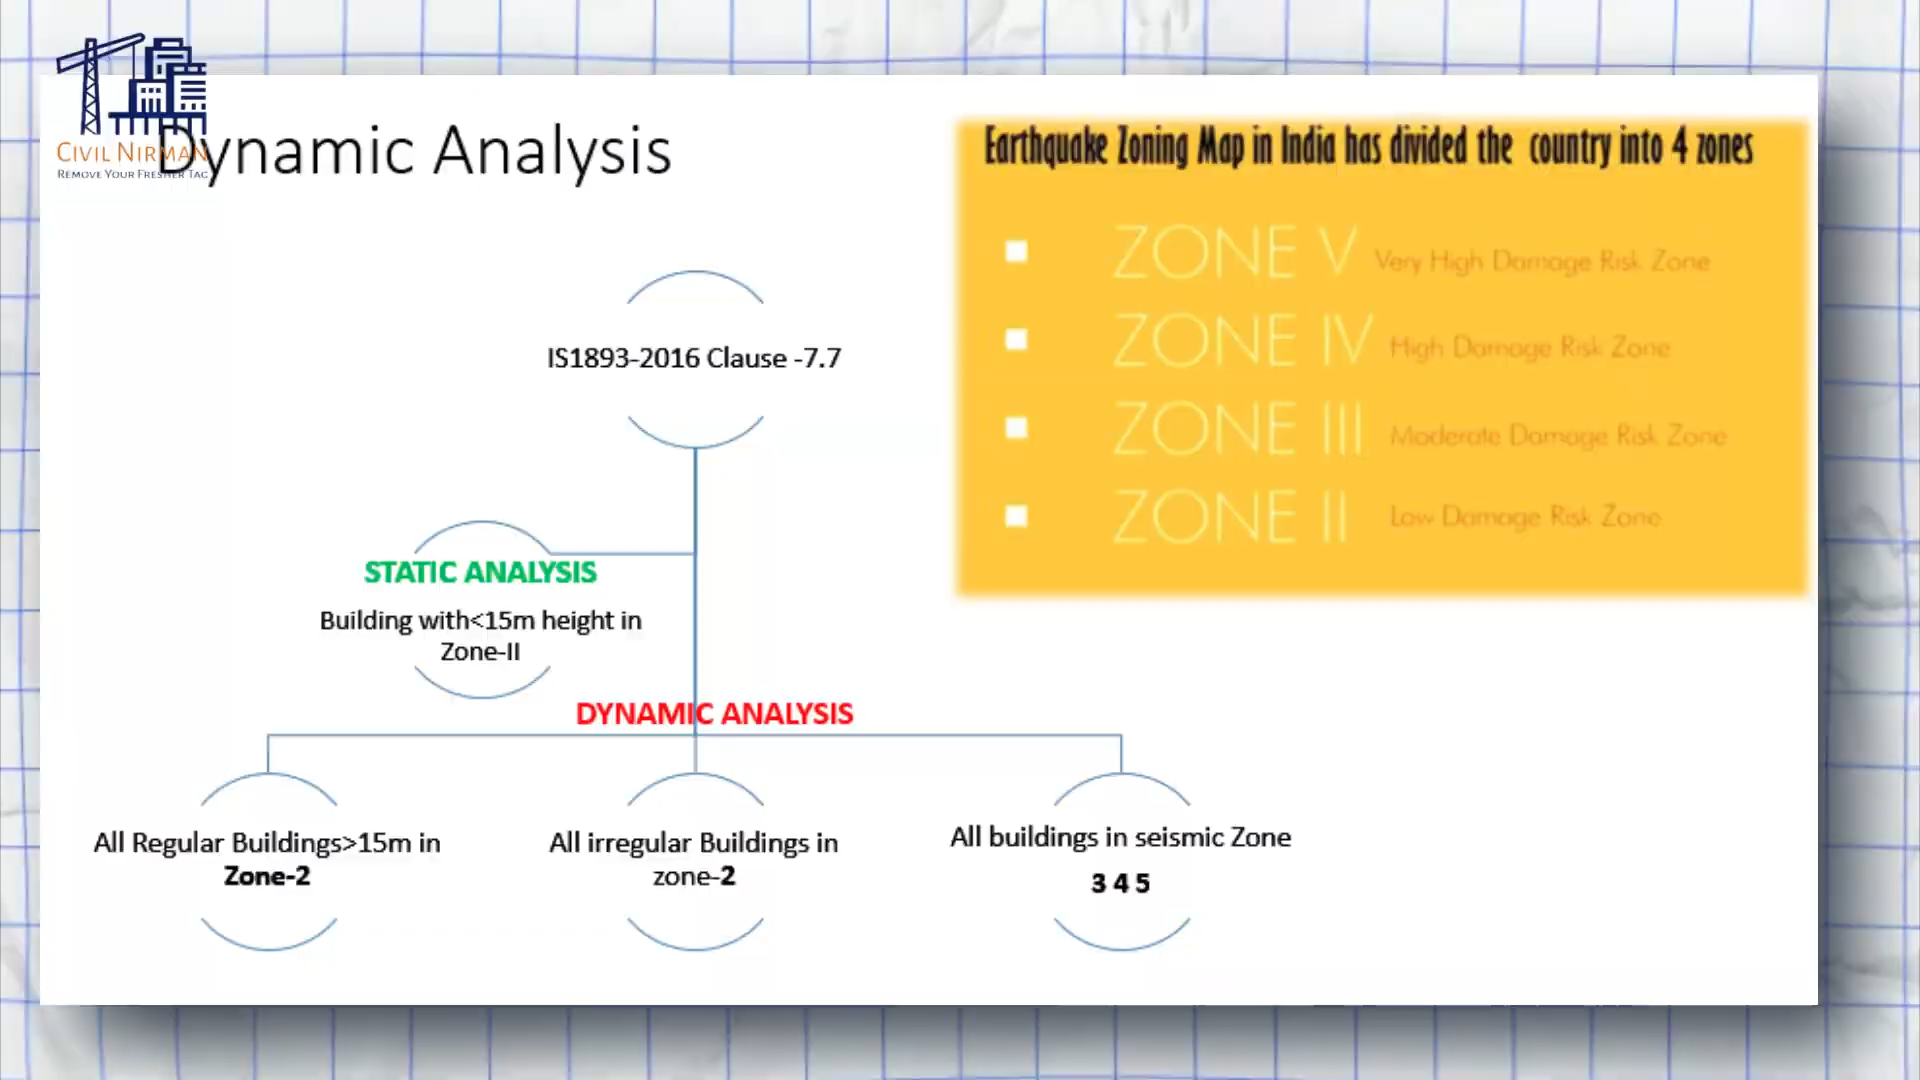 CIVIL NIRMAN
REMOVE YOUR FRESHER TAG
Dynamic Analysis
Earthquake Zoning Map in India has divided the country into 4 zones
ZONE V Very High Damage Risk Zone
ZONE IV High Damage Risk Zone
ZONE III Moderate Damage Risk Zone
ZONE II Low Damage Risk Zone
IS1893-2016 Clause -7.7
STATIC ANALYSIS
Building with<15m height in
Zone-II
DYNAMIC ANALYSIS
All Regular Buildings>15m in
Zone-2
All irregular Buildings in
zone-2
All buildings in seismic Zone
3 4 5